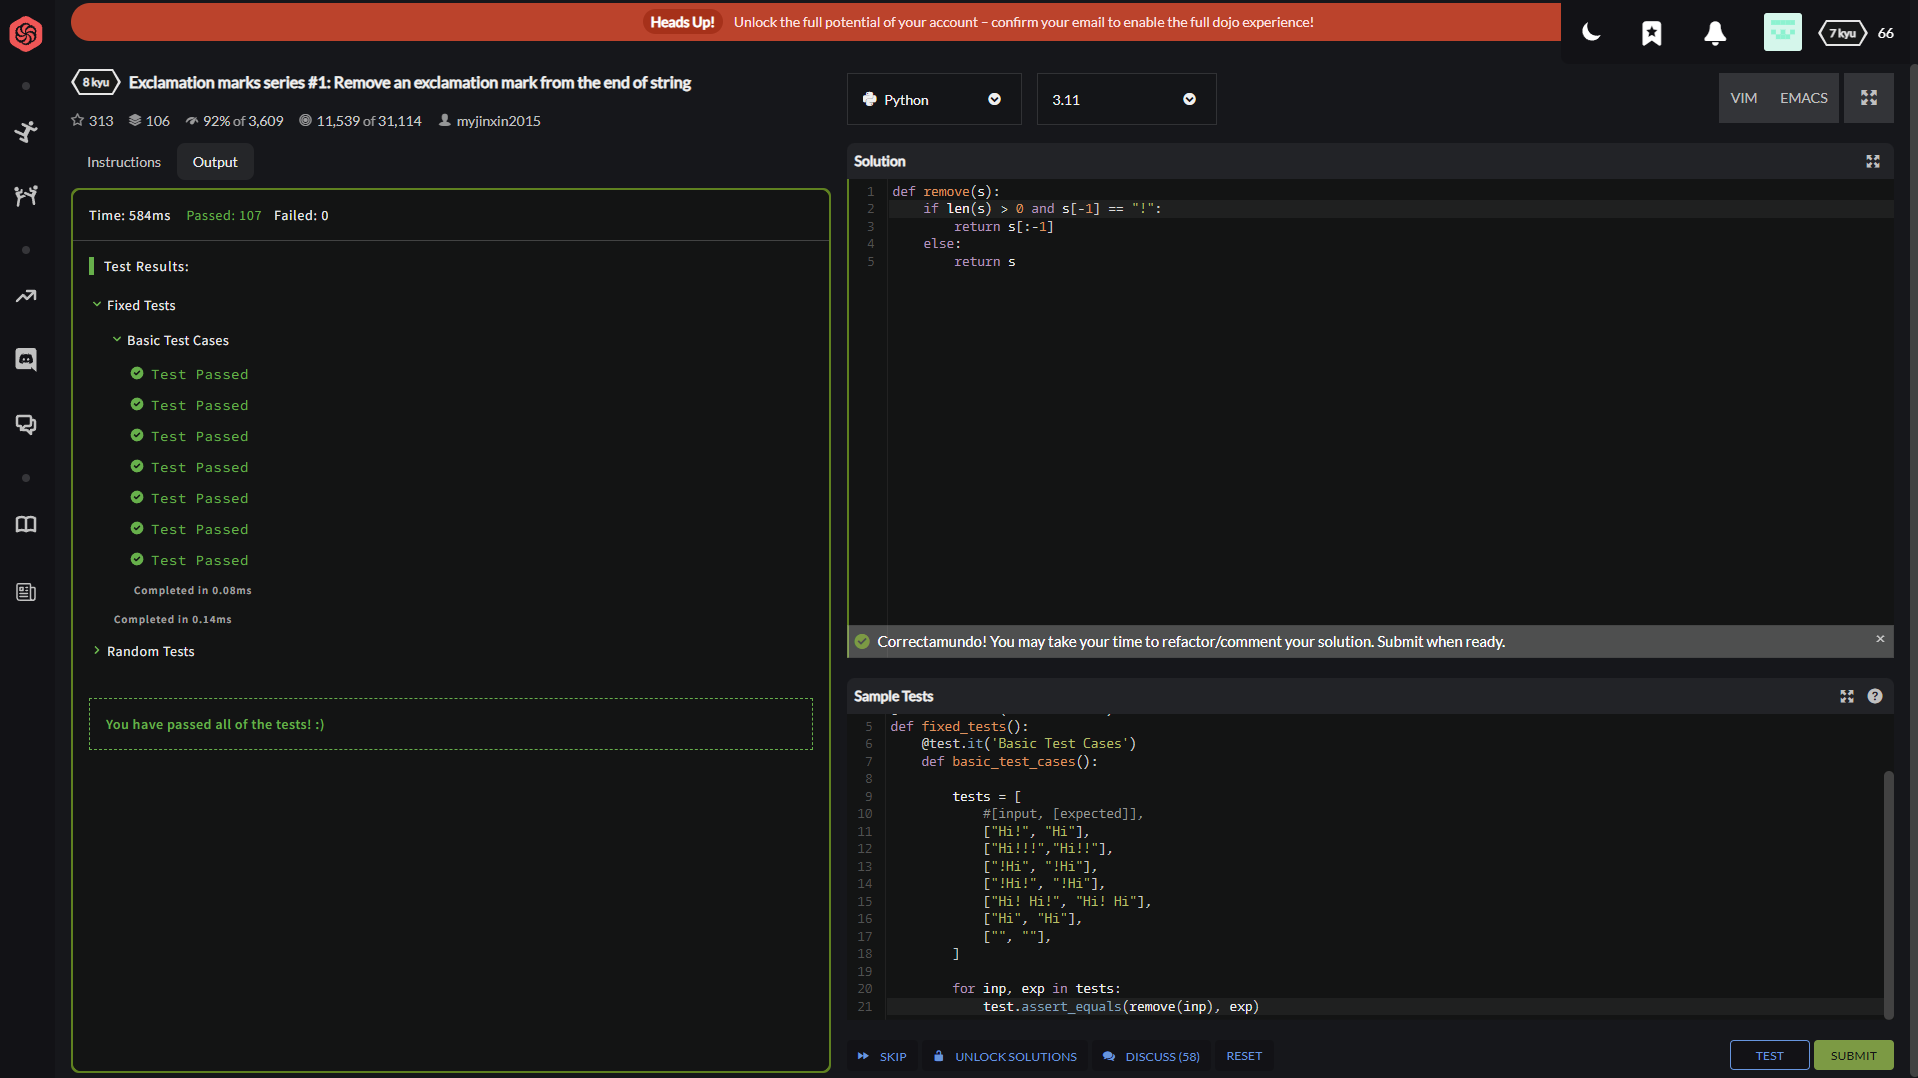 Heads Up! Unlock the full potential of your account – confirm your email to enable the full dojo experience!
7 kyu 66
8 kyu Exclamation marks series #1: Remove an exclamation mark from the end of string
313 106 92% of 3,609 11,539 of 31,114 myjinxin2015
Instructions Output
Time: 584ms Passed: 107 Failed: 0
Test Results:
Fixed Tests
Basic Test Cases
Test Passed
Test Passed
Test Passed
Test Passed
Test Passed
Test Passed
Test Passed
Completed in 0.08ms
Completed in 0.14ms
Random Tests
You have passed all of the tests! :)
Python 3.11 VIM EMACS
Solution
1 def remove(s):
2     if len(s) > 0 and s[-1] == "!":
3         return s[:-1]
4     else:
5         return s
Correctamundo! You may take your time to refactor/comment your solution. Submit when ready. ×
Sample Tests
5 def fixed_tests():
6     @test.it('Basic Test Cases')
7     def basic_test_cases():
8
9         tests = [
10             #[input, [expected]],
11             ["Hi!", "Hi"],
12             ["Hi!!!","Hi!!"],
13             ["!Hi", "!Hi"],
14             ["!Hi!", "!Hi"],
15             ["Hi! Hi!", "Hi! Hi"],
16             ["Hi", "Hi"],
17             ["", ""],
18         ]
19
20         for inp, exp in tests:
21             test.assert_equals(remove(inp), exp)
SKIP UNLOCK SOLUTIONS DISCUSS (58) RESET TEST SUBMIT